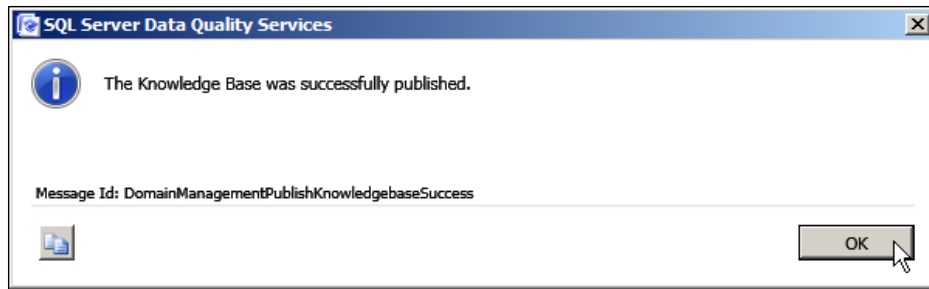 SQL Server Data Quality Services
The Knowledge Base was successfully published.
Message Id: DomainManagementPublishKnowledgebaseSuccess
OK